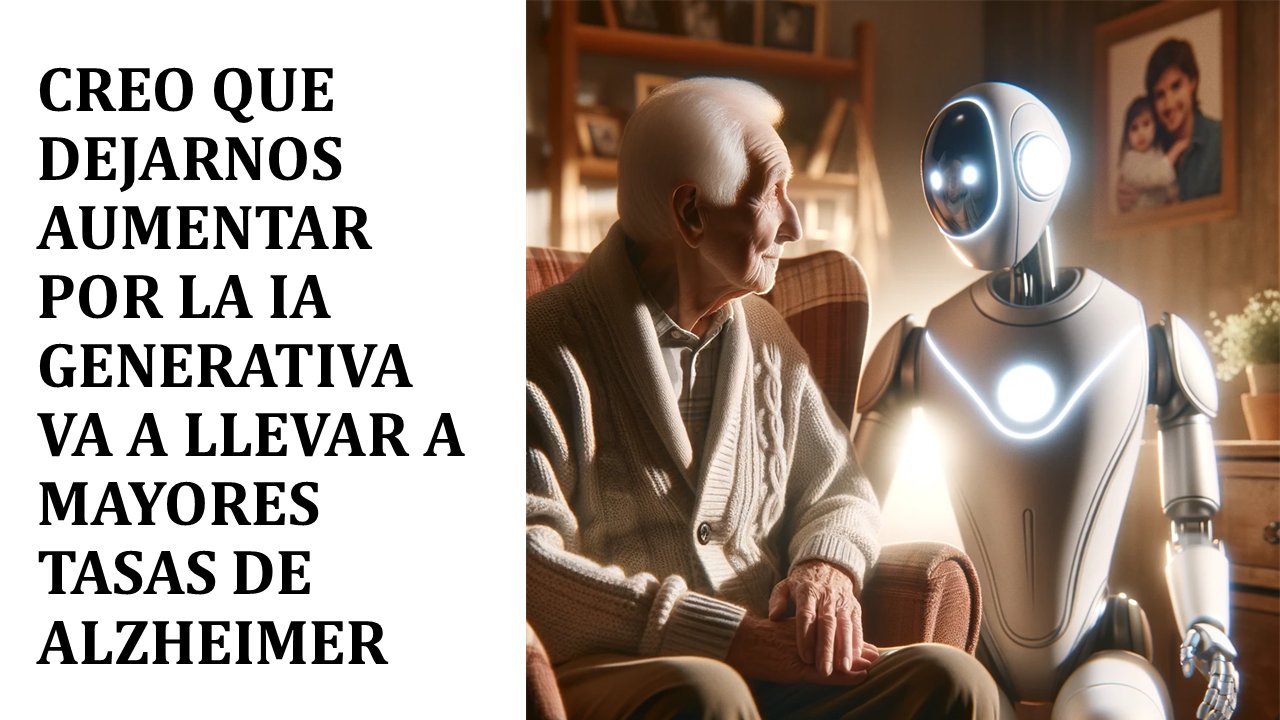 CREO QUE
DEJARNOS
AUMENTAR
POR LA IA
GENERATIVA
VA A LLEVAR A
MAYORES
TASAS DE
ALZHEIMER